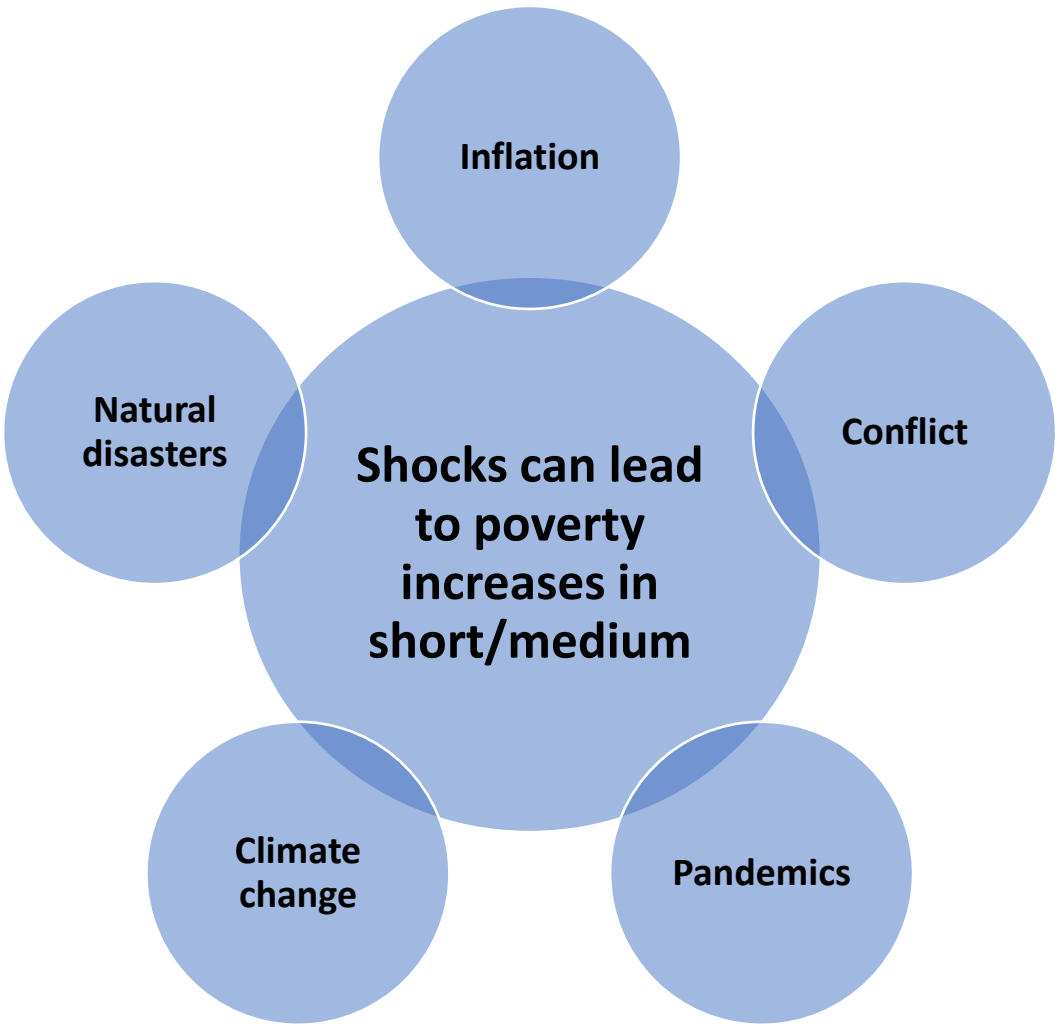 Inflation
Natural
disasters
Conflict
Shocks can lead
to poverty
increases in
short/medium
Climate
change
Pandemics